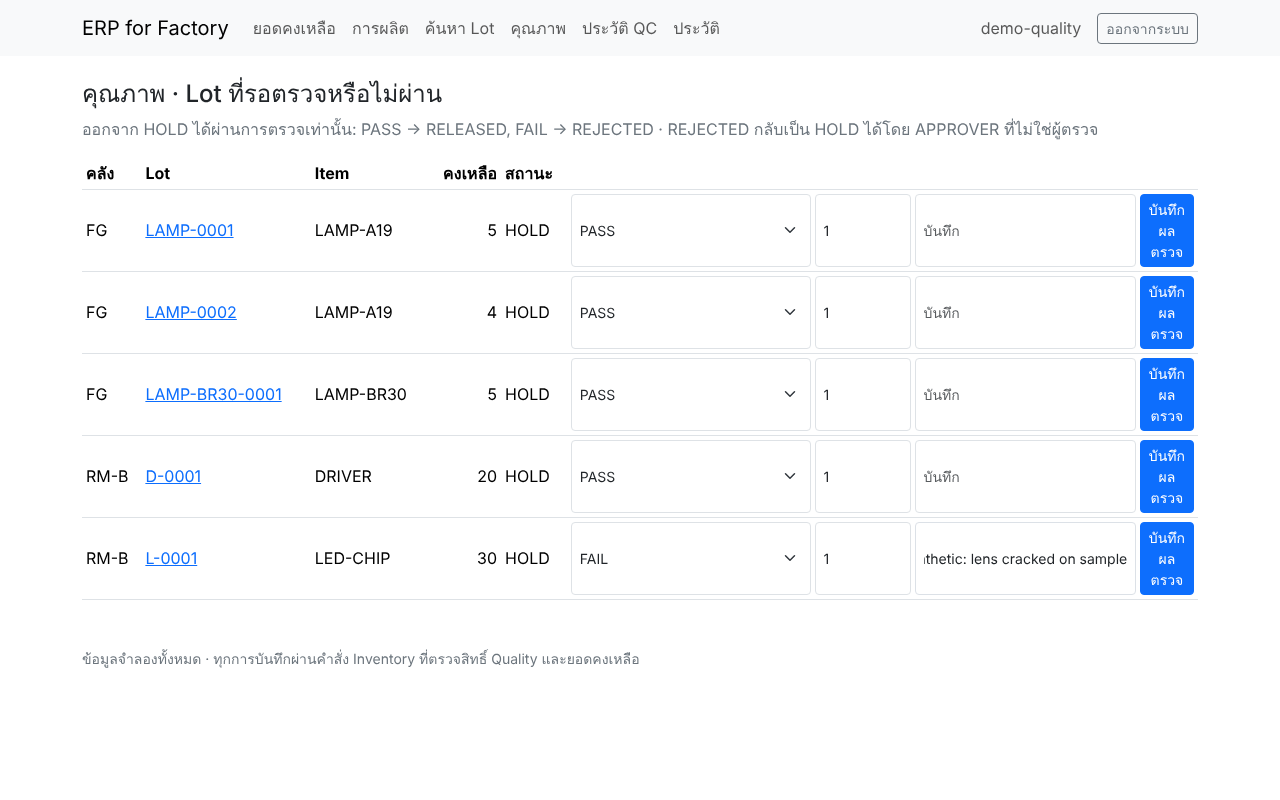 ERP for Factory ยอดคงเหลือ การผลิต ค้นหา Lot คุณภาพ ประวัติ QC ประวัติ demo-quality ออกจากระบบ
คุณภาพ · Lot ที่รอตรวจหรือไม่ผ่าน
ออกจาก HOLD ได้ผ่านการตรวจเท่านั้น: PASS → RELEASED, FAIL → REJECTED · REJECTED กลับเป็น HOLD ได้โดย APPROVER ที่ไม่ใช่ผู้ตรวจ
คลัง Lot Item คงเหลือ สถานะ
FG LAMP-0001 LAMP-A19 5 HOLD PASS 1 บันทึก บันทึก
ผล
ตรวจ
FG LAMP-0002 LAMP-A19 4 HOLD PASS 1 บันทึก บันทึก
ผล
ตรวจ
FG LAMP-BR30-0001 LAMP-BR30 5 HOLD PASS 1 บันทึก บันทึก
ผล
ตรวจ
RM-B D-0001 DRIVER 20 HOLD PASS 1 บันทึก บันทึก
ผล
ตรวจ
RM-B L-0001 LED-CHIP 30 HOLD FAIL 1 lens cracked on sample บันทึก
ผล
ตรวจ
ข้อมูลจำลองทั้งหมด · ทุกการบันทึกผ่านคำสั่ง Inventory ที่ตรวจสิทธิ์ Quality และยอดคงเหลือ